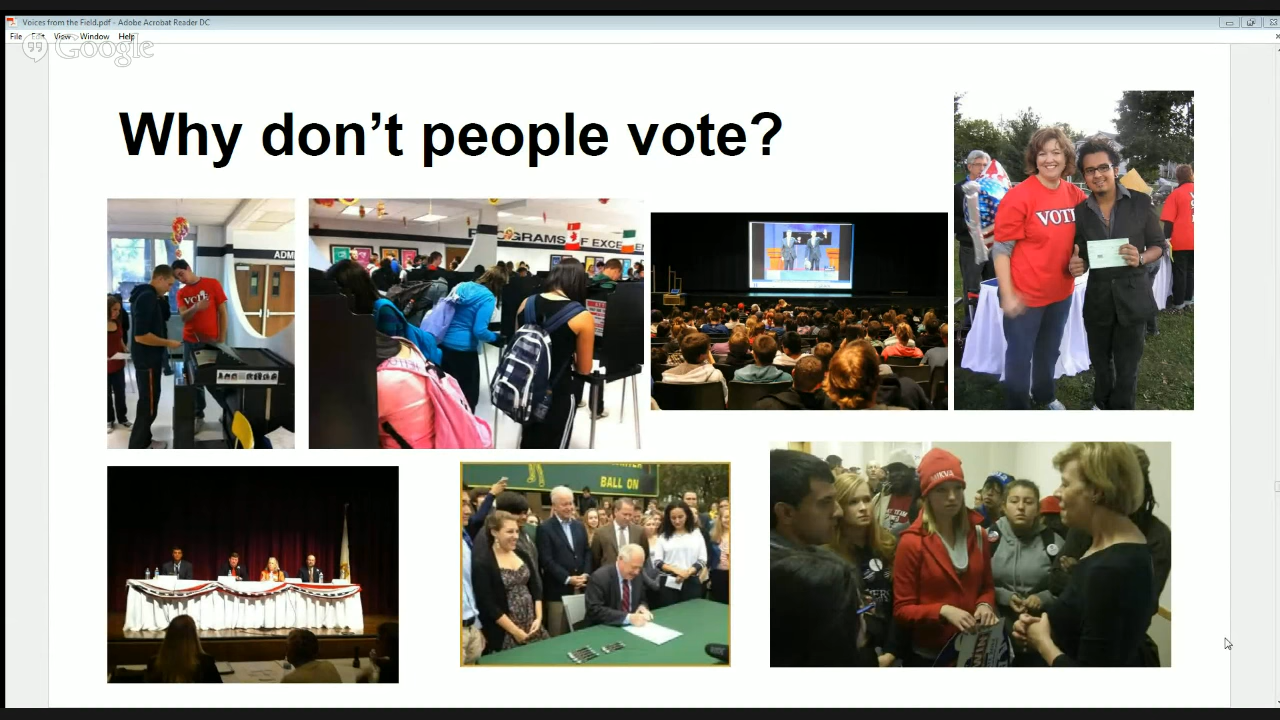 Voices from the Field.pdf - Adobe Acrobat Reader DC
File Edit View Window Help
Google
Why don't people vote?
ADM
PROGRAMS OF EXCE
VOTE
VOTE
BALL ON